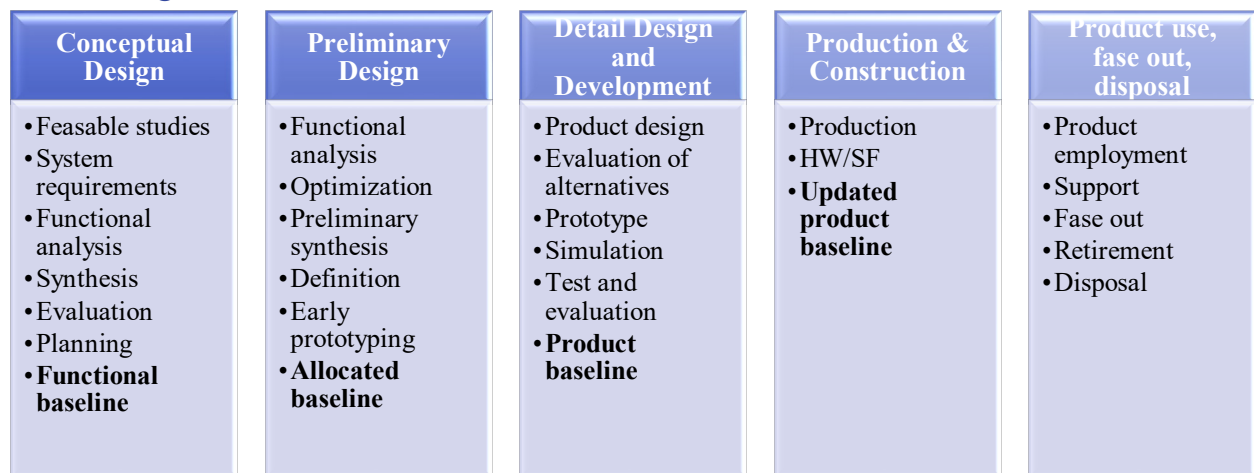 Conceptual
Design
• Feasable studies
• System
requirements
• Functional
analysis
• Synthesis
• Evaluation
• Planning
• Functional
baseline
Preliminary
Design
• Functional
analysis
• Optimization
• Preliminary
synthesis
• Definition
• Early
prototyping
• Allocated
baseline
Detail Design
and
Development
• Product design
• Evaluation of
alternatives
• Prototype
• Simulation
• Test and
evaluation
• Product
baseline
Production &
Construction
• Production
• HW/SF
• Updated
product
baseline
Product use,
fase out,
disposal
• Product
employment
• Support
• Fase out
• Retirement
• Disposal